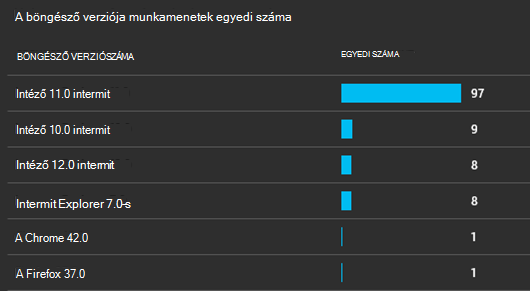 A böngésző verziója munkamenetek egyedi száma
BÖNGÉSZŐ VERZIÓSZÁMA EGYEDI SZÁMA
Intéző 11.0 intermit 97
Intéző 10.0 intermit 9
Intéző 12.0 intermit 8
Intermit Explorer 7.0-s 8
A Chrome 42.0 1
A Firefox 37.0 1